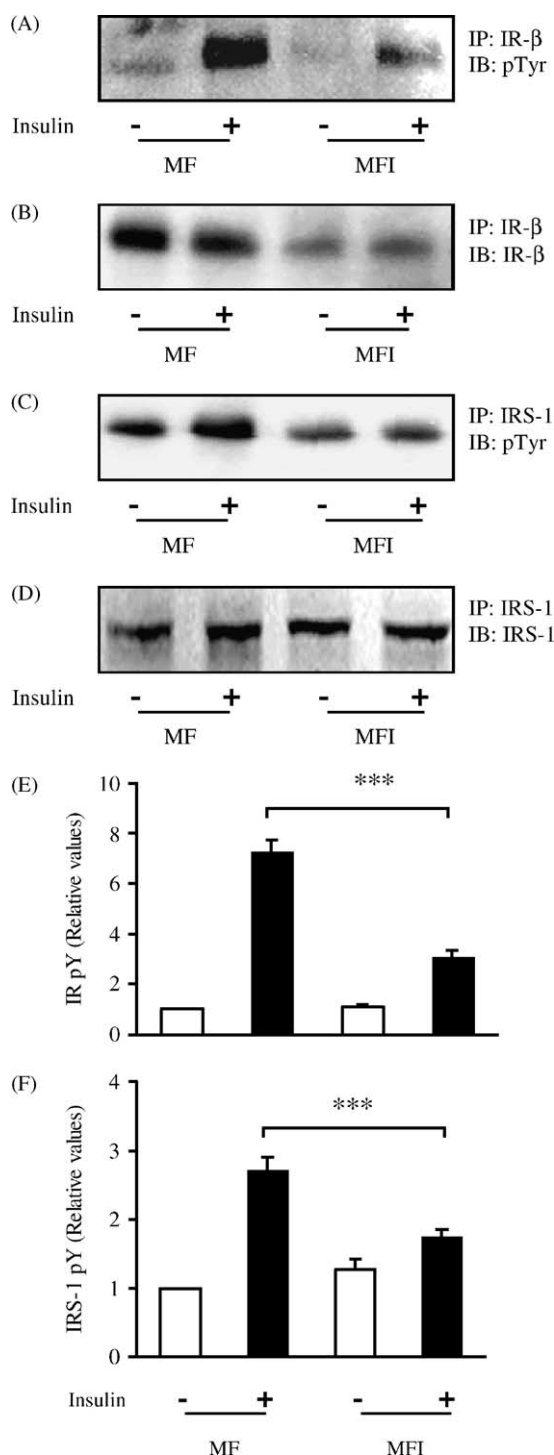 (A)
IP: IR-β
IB: pTyr
Insulin - + - +
MF MFI
(B)
IP: IR-β
IB: IR-β
Insulin - + - +
MF MFI
(C)
IP: IRS-1
IB: pTyr
Insulin - + - +
MF MFI
(D)
IP: IRS-1
IB: IRS-1
Insulin - + - +
MF MFI
(E)
IR pY (Relative values)
10
8
6
4
2
0
***
(F)
IRS-1 pY (Relative values)
4
3
2
1
0
***
Insulin - + - +
MF MFI